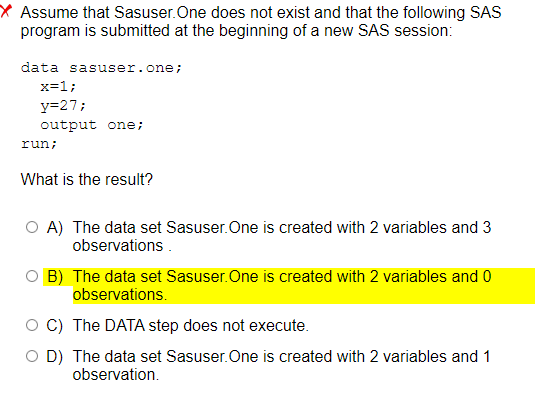 Assume that Sasuser.One does not exist and that the following SAS
program is submitted at the beginning of a new SAS session:
data sasuser.one;
x=1;
y=27;
output one;
run;
What is the result?
A) The data set Sasuser.One is created with 2 variables and 3
observations .
B) The data set Sasuser.One is created with 2 variables and 0
observations.
C) The DATA step does not execute.
D) The data set Sasuser.One is created with 2 variables and 1
observation.